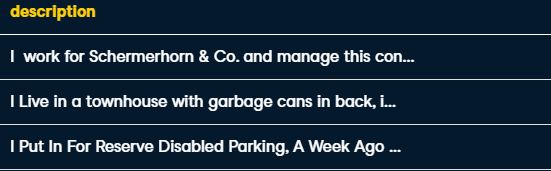 description
I  work for Schermerhorn & Co. and manage this con...
I Live in a townhouse with garbage cans in back, i...
I Put In For Reserve Disabled Parking, A Week Ago ...